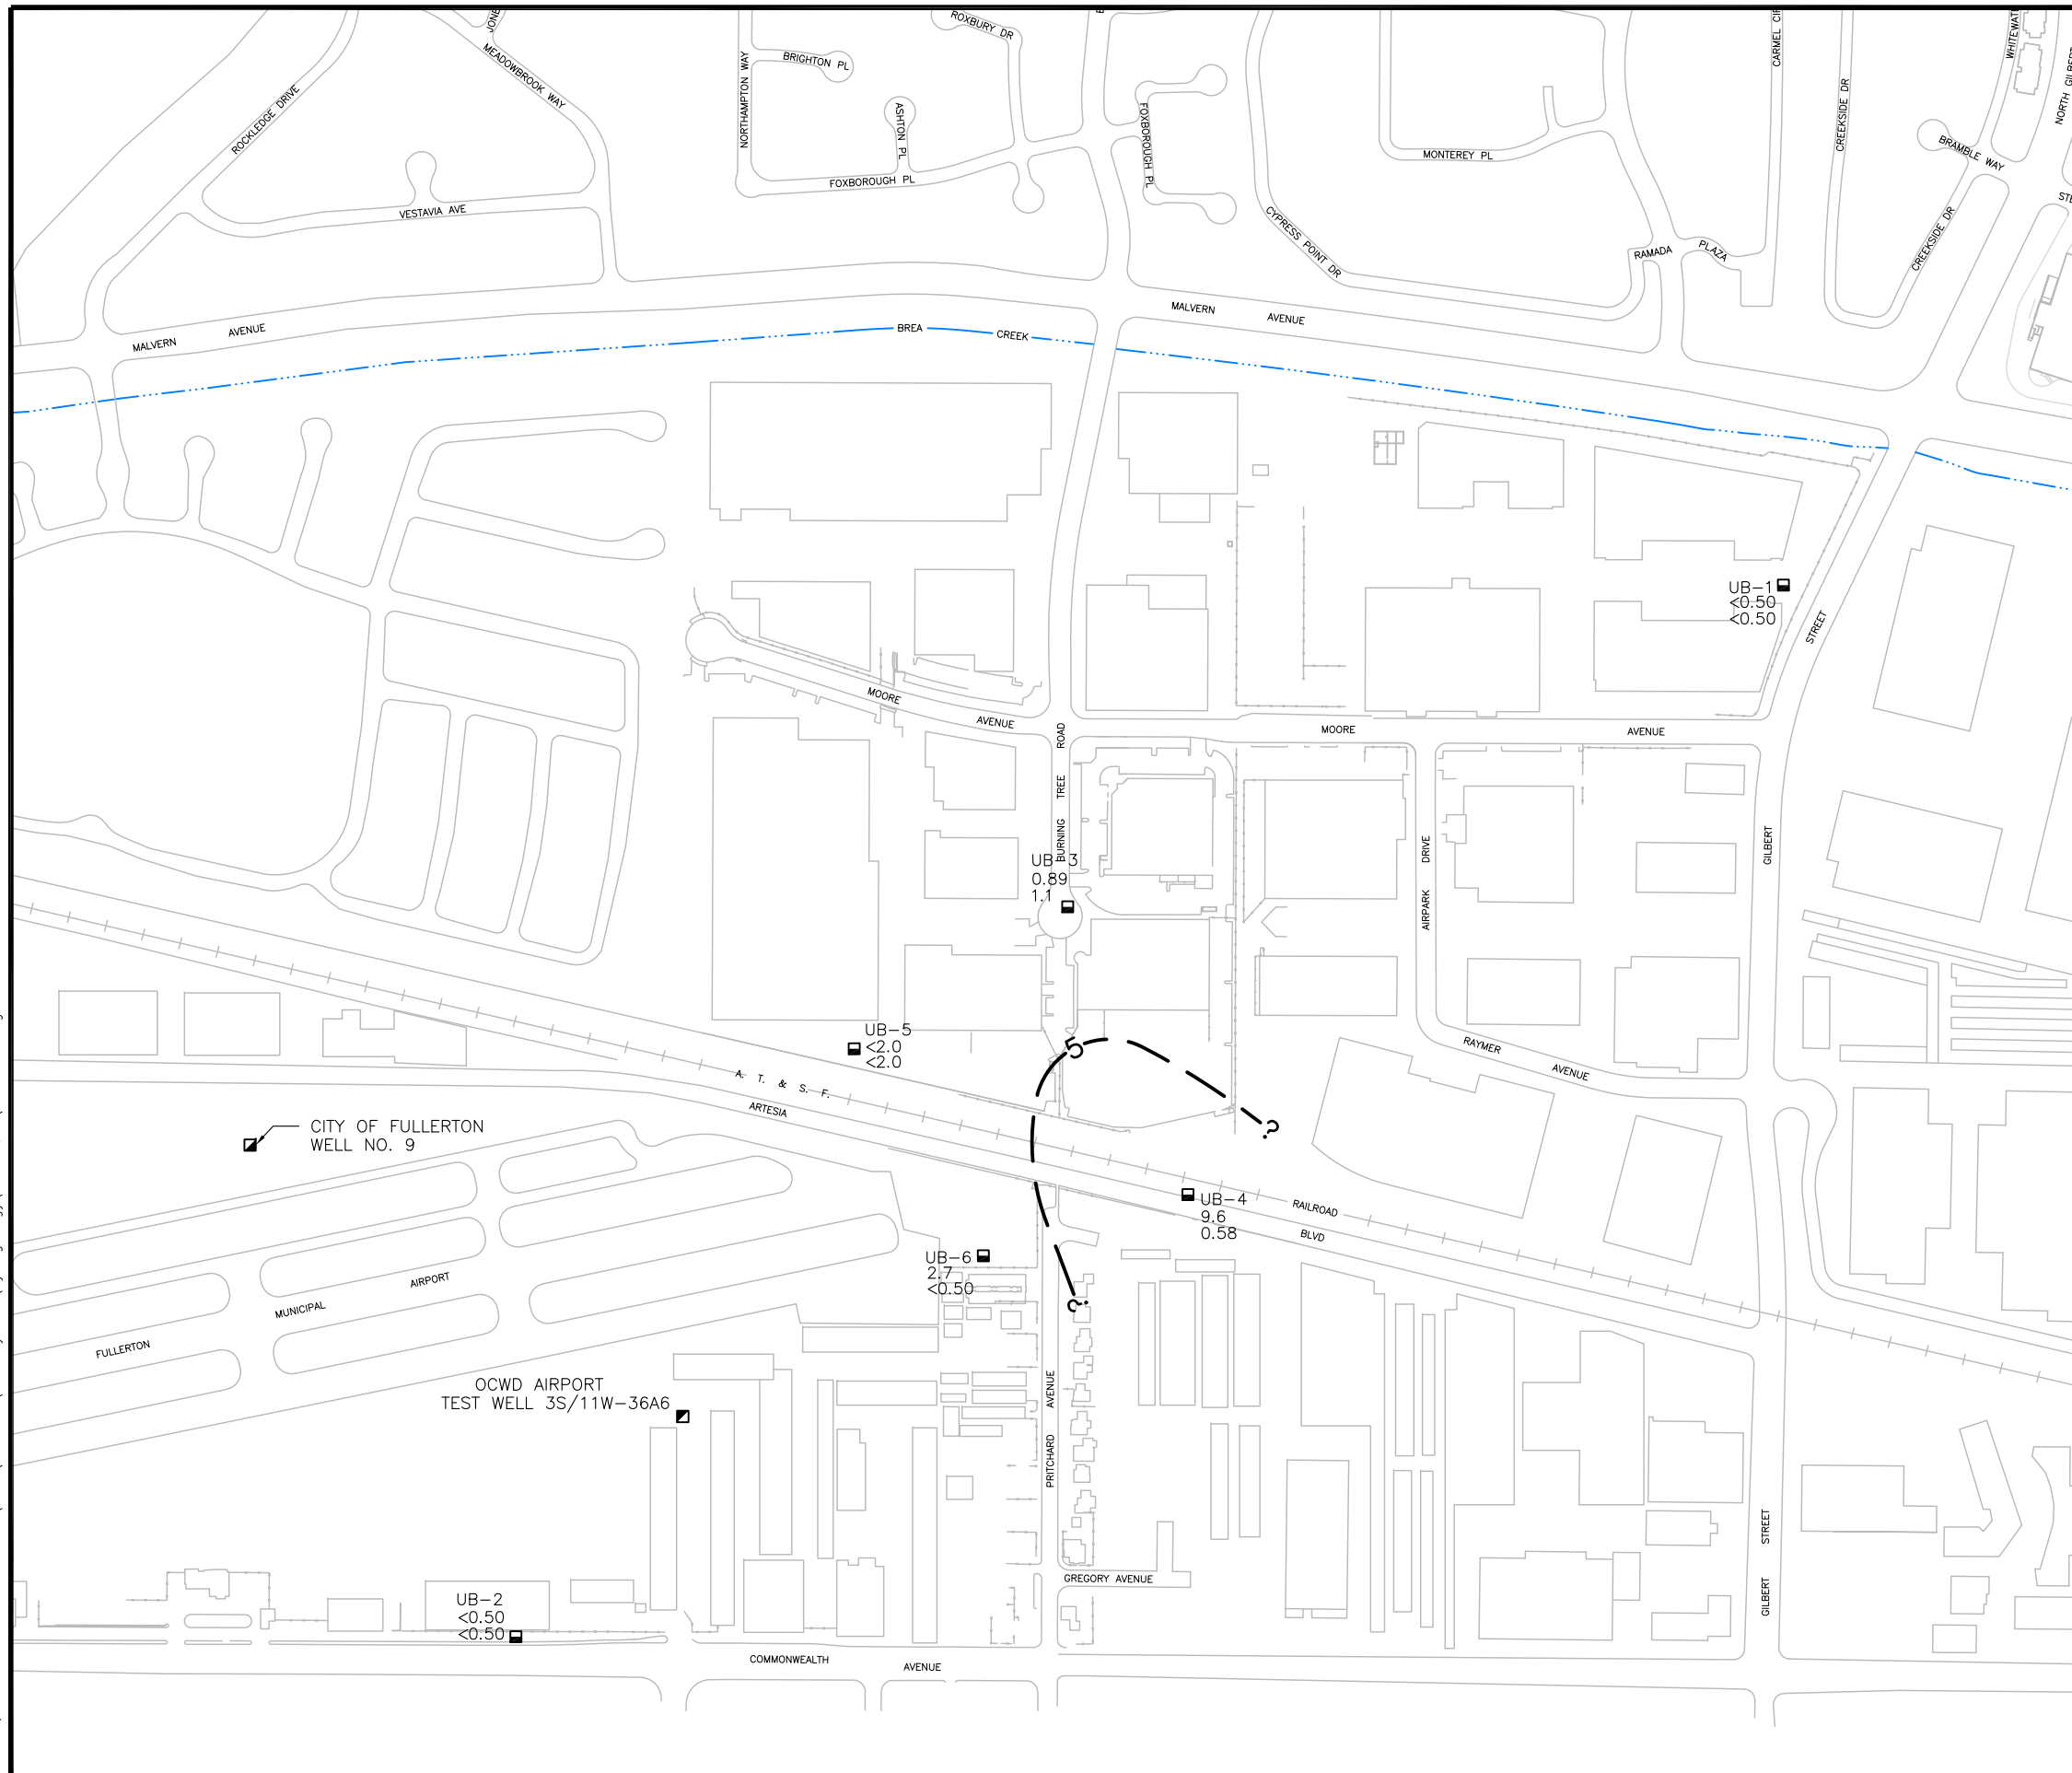 JONE
ROXBURY DR
CARMEL CIR
WHITEWAT
NORTH GILBER
MEADOWBROOK WAY
BRIGHTON PL
NORTHAMPTON WAY
ROCKLEDGE DRIVE
ASHTON PL
FOXBOROUGH PL
CREEKSIDE DR
MONTEREY PL
BRAMBLE WAY
FOXBOROUGH PL
VESTAVIA AVE
STE
CYPRESS POINT DR
RAMADA PLAZA
CREEKSIDE DR
MALVERN AVENUE
MALVERN AVENUE
BREA CREEK
UB-1
<0.50
<0.50
STREET
MOORE AVENUE
MOORE AVENUE
BURNING TREE ROAD
GILBERT
AIRPARK DRIVE
UB-3
0.89
1.1
UB-5
<2.0
<2.0
5
RAYMER AVENUE
A. T. & S. F.
ARTESIA
CITY OF FULLERTON
WELL NO. 9
?
UB-4
9.6
0.58
RAILROAD
BLVD
UB-6
2.7
<0.50
?
FULLERTON MUNICIPAL AIRPORT
OCWD AIRPORT
TEST WELL 3S/11W-36A6
PRITCHARD AVENUE
GILBERT STREET
GREGORY AVENUE
UB-2
<0.50
<0.50
COMMONWEALTH AVENUE